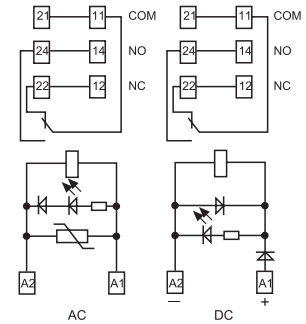 21 11 COM 21 11 COM
24 14 NO 24 14 NO
22 12 NC 22 12 NC
A2 A1 A2 A1
— +
AC DC